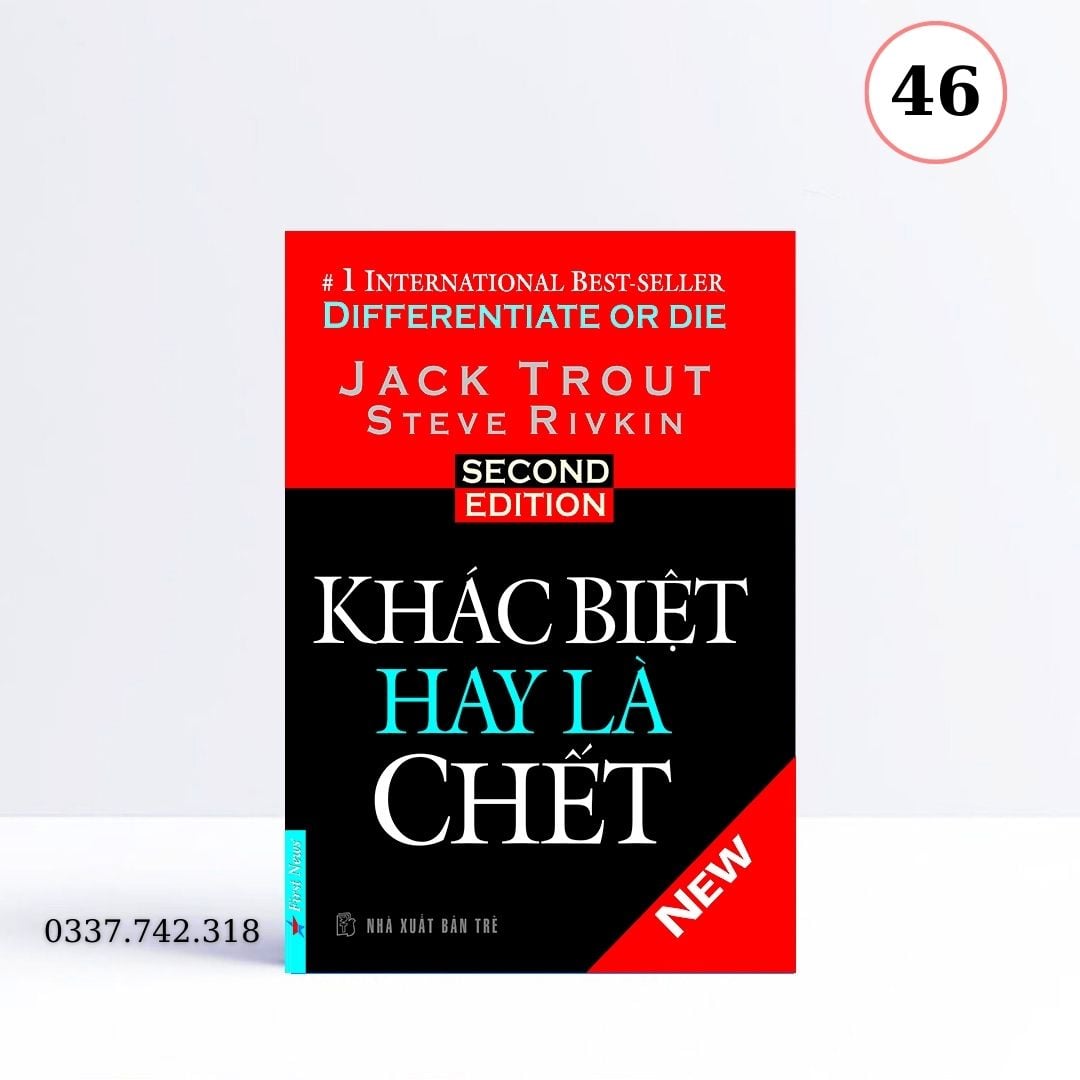 46
# 1 INTERNATIONAL BEST-SELLER
DIFFERENTIATE OR DIE
JACK TROUT
STEVE RIVKIN
SECOND
EDITION
KHÁC BIỆT
HAY LÀ
CHẾT
NEW
First News
NHÀ XUẤT BẢN TRẺ
0337.742.318